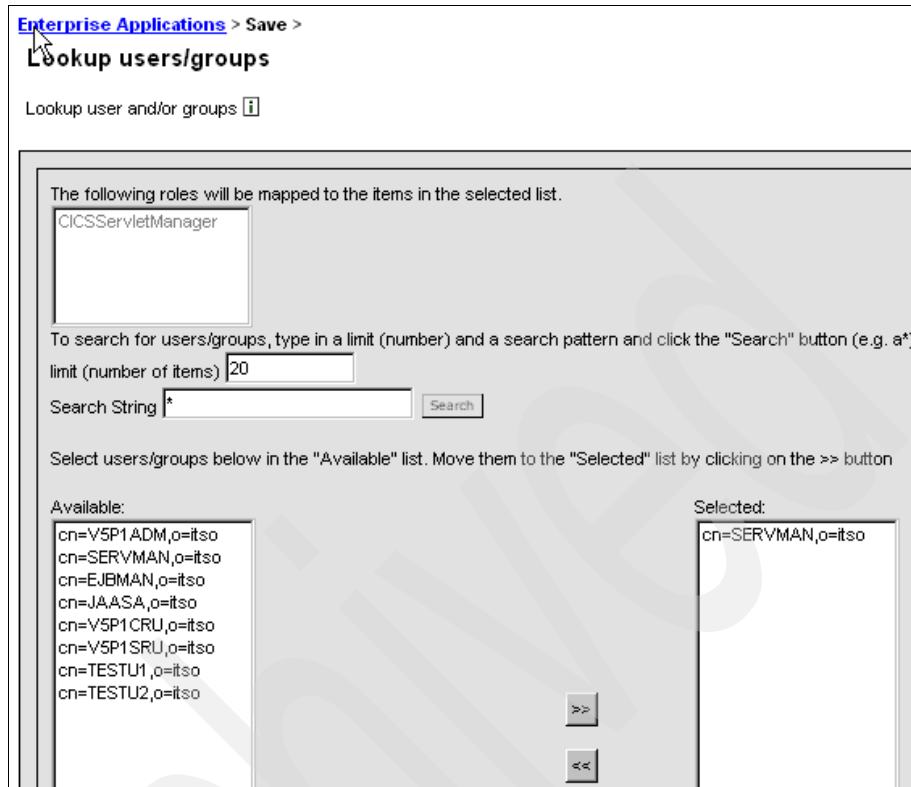 Enterprise Applications > Save >
Lookup users/groups
Lookup user and/or groups i
The following roles will be mapped to the items in the selected list.
CICSServletManager
To search for users/groups, type in a limit (number) and a search pattern and click the "Search" button (e.g. a*)
limit (number of items) 20
Search String * Search
Select users/groups below in the "Available" list. Move them to the "Selected" list by clicking on the >> button
Available: Selected:
cn=V5P1ADM,o=itso cn=SERVMAN,o=itso
cn=SERVMAN,o=itso
cn=EJBMAN,o=itso
cn=JAASA,o=itso
cn=V5P1CRU,o=itso
cn=V5P1SRU,o=itso
cn=TESTU1,o=itso
cn=TESTU2,o=itso
>>
<<